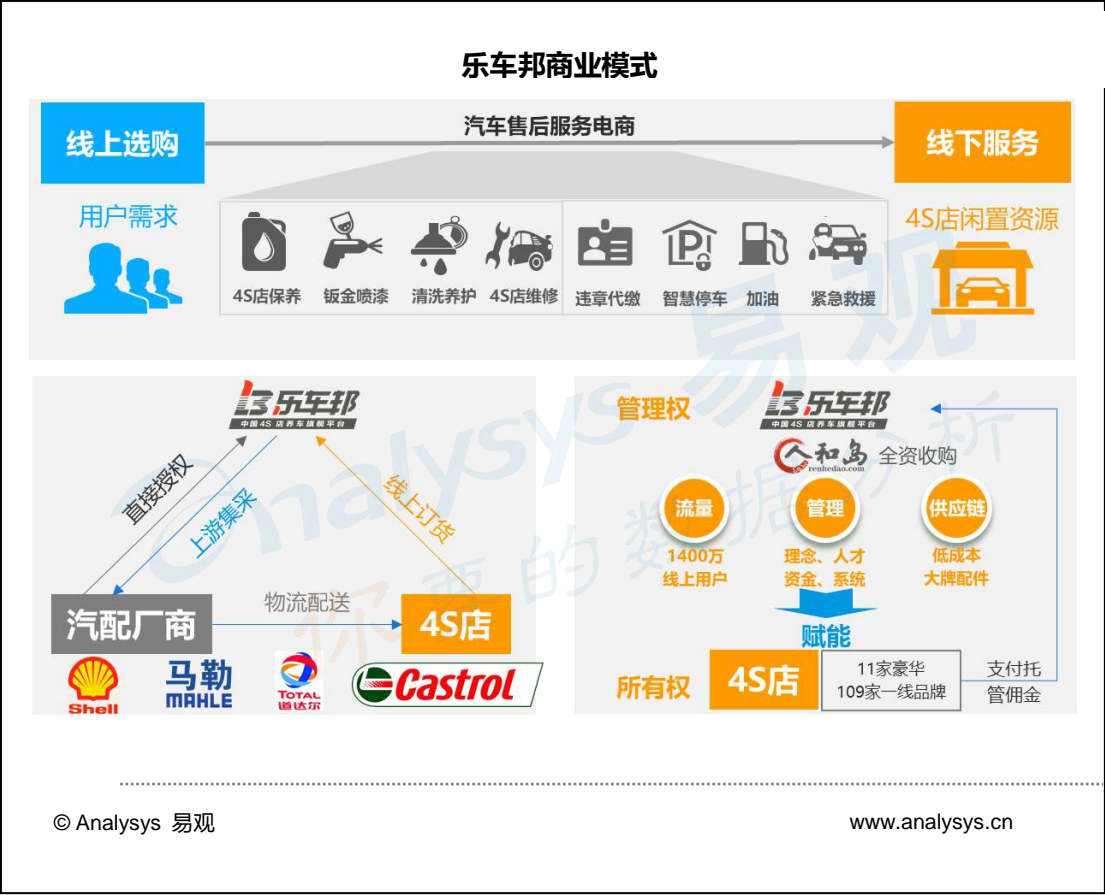 乐车邦商业模式
线上选购
汽车售后服务电商
线下服务
用户需求
4S店闲置资源
4S店保养
钣金喷漆
清洗养护
4S店维修
违章代缴
智慧停车
加油
紧急救援
乐车邦
中国4S店养车旗舰平台
直接授权
上游集采
线上订货
汽配厂商
物流配送
4S店
Shell
马勒
MAHLE
TOTAL
道达尔
Castrol
管理权
乐车邦
中国4S店养车旗舰平台
人和岛
renhedao.com
全资收购
流量
管理
供应链
1400万
线上用户
理念、人才
资金、系统
低成本
大牌配件
赋能
所有权
4S店
11家豪华
109家一线品牌
支付托
管佣金
Analysys 易观
你要的数据分析
© Analysys 易观
www.analysys.cn